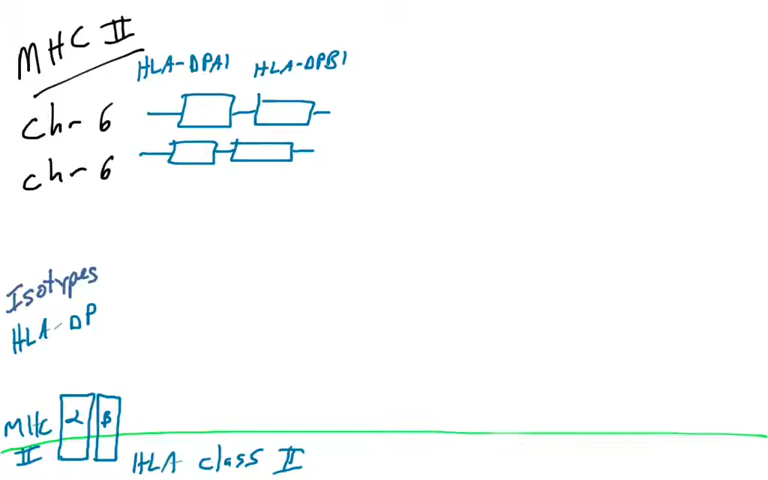 MHC II
HLA-DPA1 HLA-DPB1
Chr 6
Chr 6
Isotypes
HLA-DP
MHC II
α β
HLA class II